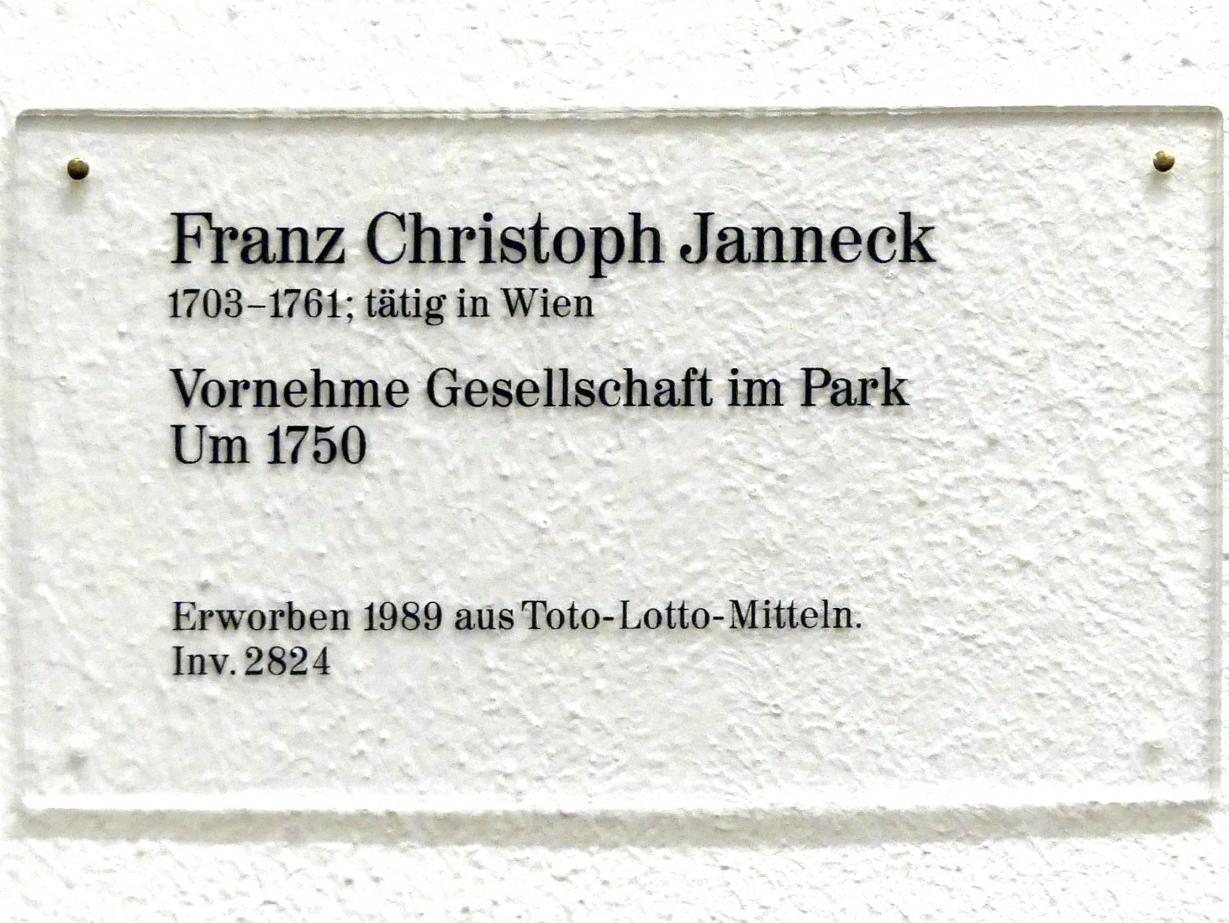 Franz Christoph Janneck
1703–1761; tätig in Wien
Vornehme Gesellschaft im Park
Um 1750
Erworben 1989 aus Toto-Lotto-Mitteln.
Inv. 2824